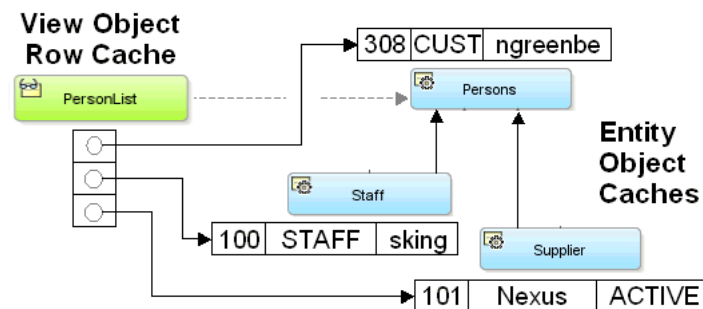 View Object
Row Cache
308 CUST ngreenbe
PersonList
Persons
Entity
Object
Caches
Staff
100 STAFF sking
Supplier
101 Nexus ACTIVE